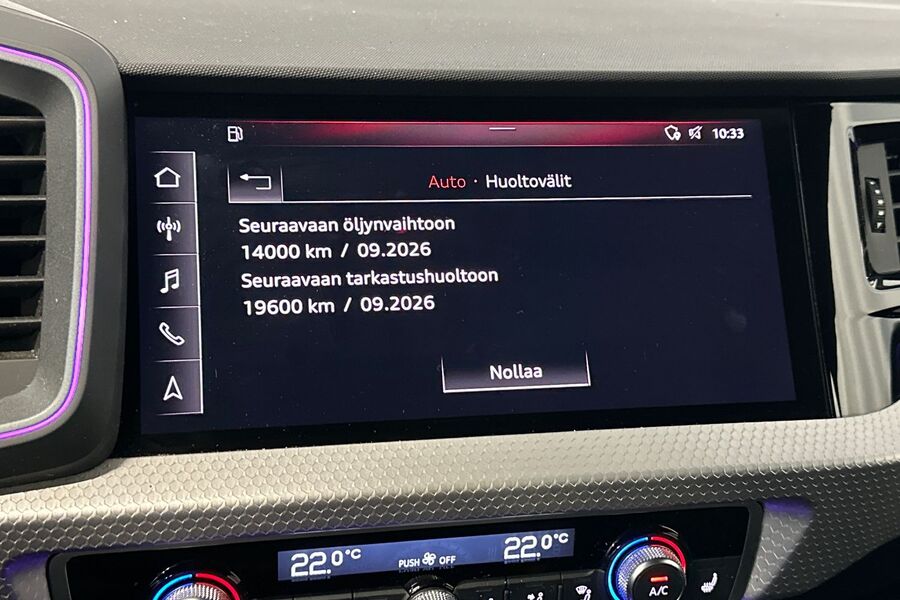 10:33
Auto · Huoltovälit
Seuraavaan öljynvaihtoon
14000 km / 09.2026
Seuraavaan tarkastushuoltoon
19600 km / 09.2026
Nollaa
22.0°C
PUSH OFF
22.0°C
A/C